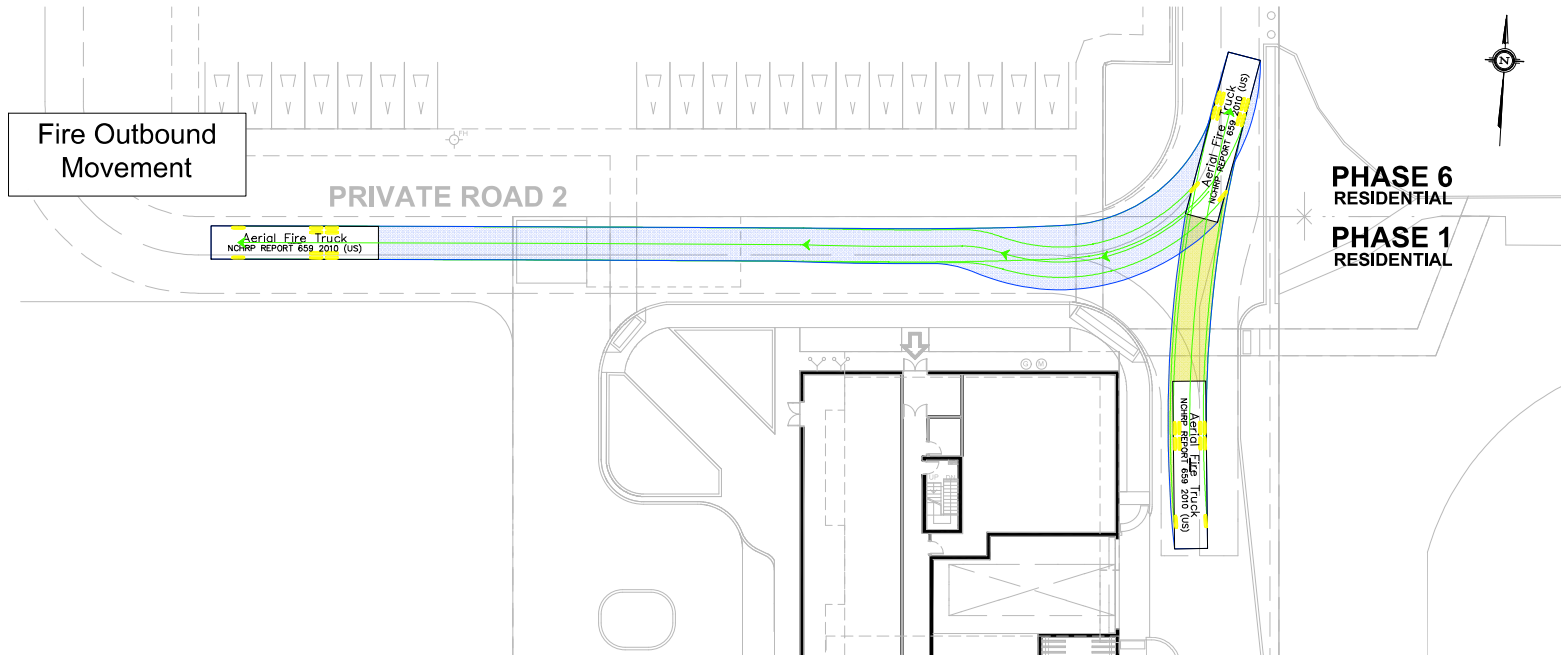 Fire Outbound
Movement
FH
PRIVATE ROAD 2
Aerial Fire Truck
NCHRP REPORT 659 2010 (US)
Aerial Fire Truck
NCHRP REPORT 659 2010 (US)
N
PHASE 6
RESIDENTIAL
PHASE 1
RESIDENTIAL
G M
Aerial Fire Truck
NCHRP REPORT 659 2010 (US)